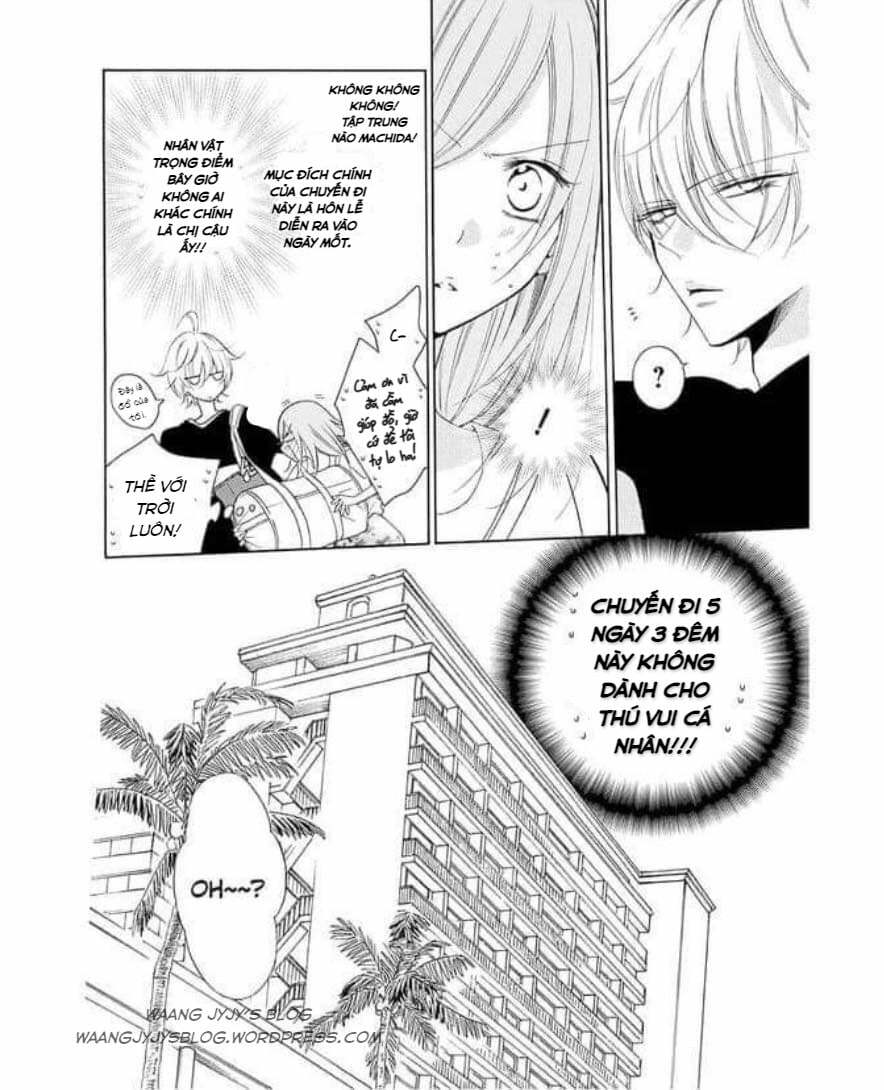 ?
!
KHÔNG KHÔNG
KHÔNG!
TẬP TRUNG
NÀO MACHIDA!
MỤC ĐÍCH CHÍNH
CỦA CHUYẾN ĐI
NÀY LÀ HÔN LỄ
DIỄN RA VÀO
NGÀY MỐT.
NHÂN VẬT
TRỌNG ĐIỂM
BÂY GIỜ
KHÔNG AI
KHÁC CHÍNH
LÀ CHỊ CẬU
ẤY!!
C-
Cảm ơn vì
đã cầm
giúp đồ, giờ
cứ để tôi
tự lo ha!
Đây là
đồ của
tôi.
THỀ VỚI
TRỜI
LUÔN!
CHUYẾN ĐI 5
NGÀY 3 ĐÊM
NÀY KHÔNG
DÀNH CHO
THÚ VUI CÁ
NHÂN!!!
OH~~?
WAANG JYJY'S BLOG
WAANGJYJYSBLOG.WORDPRESS.COM